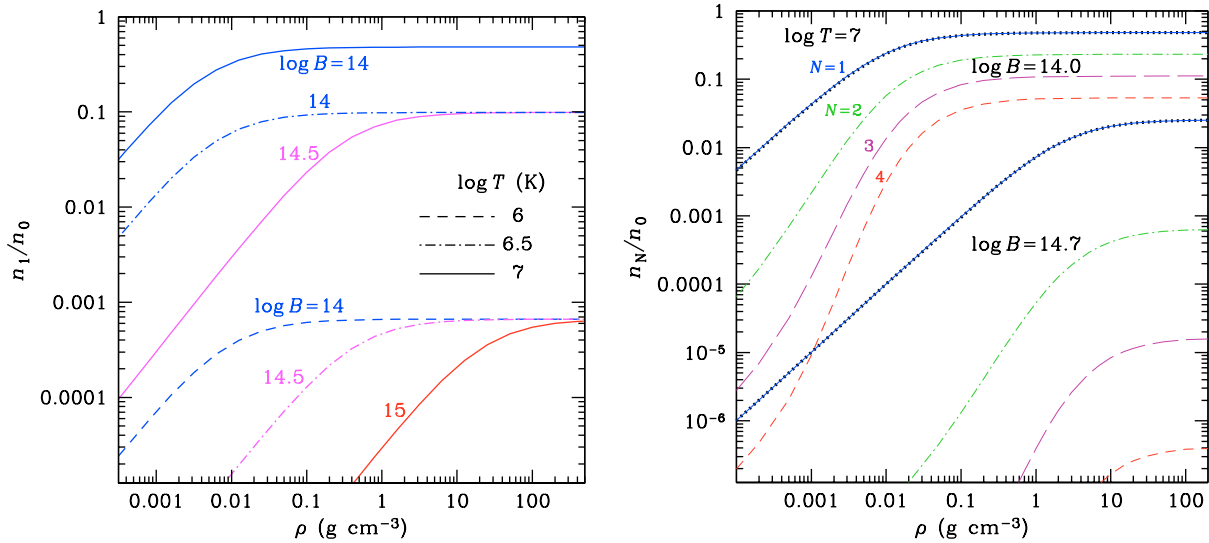 1
0.1
0.01
0.001
0.0001
n₁/n₀
log B=14
14
14.5
log T (K)
6
6.5
7
log B=14
14.5
15
0.001
0.01
0.1
1
10
100
ρ (g cm⁻³)
1
0.1
0.01
0.001
0.0001
10⁻⁵
10⁻⁶
n_N/n₀
log T=7
N=1
log B=14.0
N=2
3
4
log B=14.7
0.001
0.01
0.1
1
10
100
ρ (g cm⁻³)